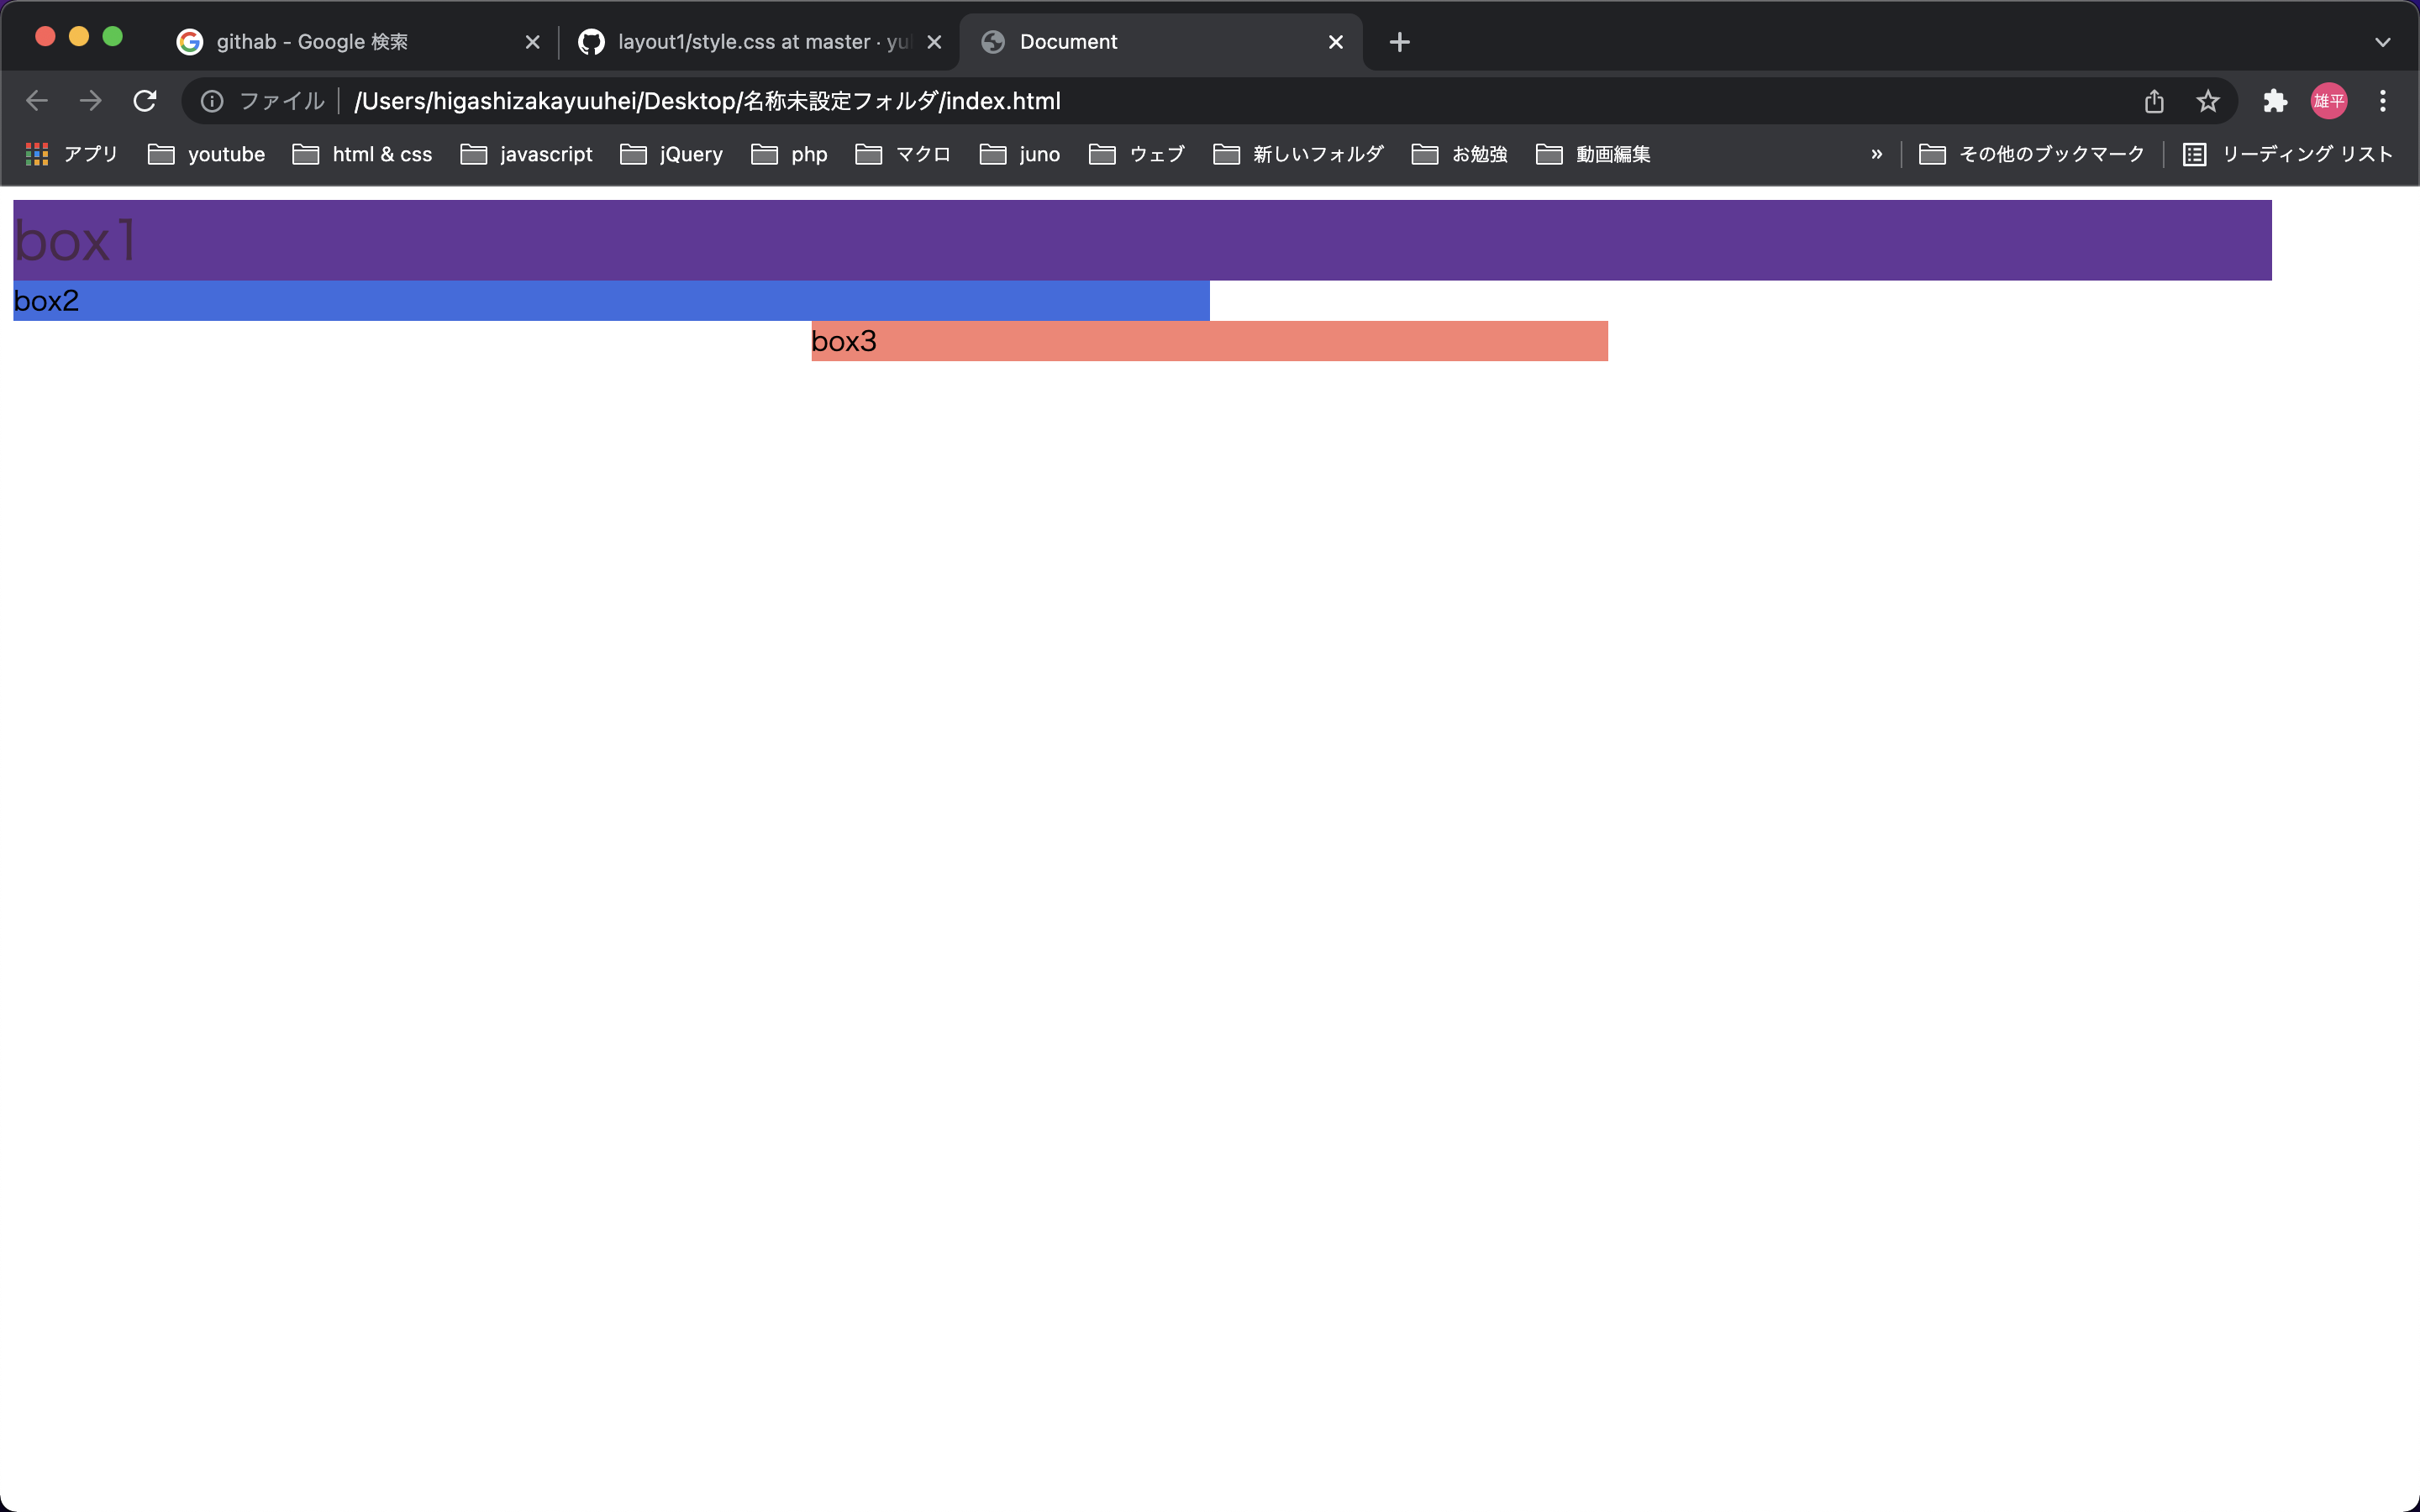 githab - Google 検索
layout1/style.css at master · yu
Document
ファイル /Users/higashizakayuuhei/Desktop/名称未設定フォルダ/index.html
雄平
アプリ youtube html & css javascript jQuery php マクロ juno ウェブ 新しいフォルダ お勉強 動画編集 » その他のブックマーク リーディング リスト
box1
box2
box3